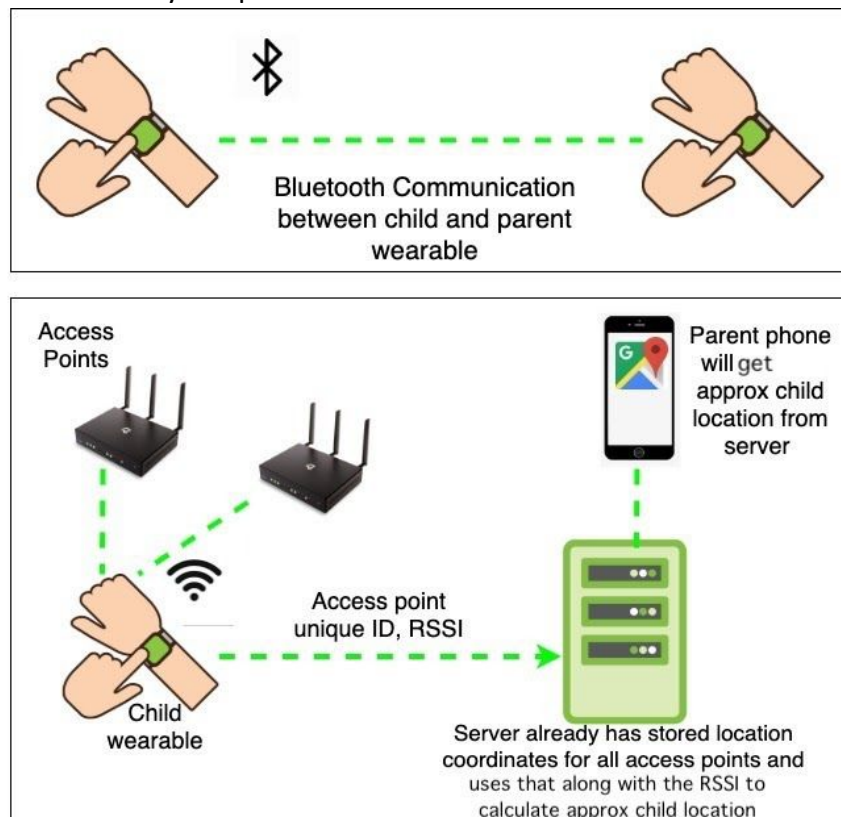 Bluetooth Communication
between child and parent
wearable
Access
Points
Parent phone
will get
approx child
location from
server
G
Access point
unique ID, RSSI
Child
wearable
Server already has stored location
coordinates for all access points and
uses that along with the RSSI to
calculate approx child location